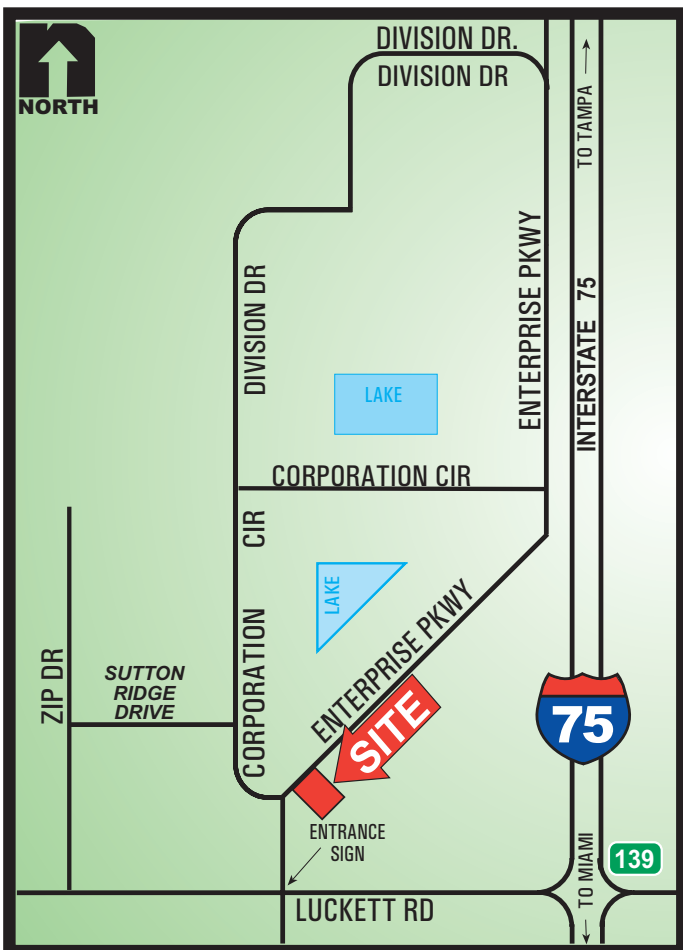 DIVISION DR.
DIVISION DR
NORTH
TO TAMPA
ENTERPRISE PKWY
INTERSTATE 75
DIVISION DR
LAKE
CORPORATION CIR
CIR
LAKE
ENTERPRISE PKWY
ZIP DR
SUTTON
RIDGE
DRIVE
CORPORATION
SITE
75
ENTRANCE
SIGN
TO MIAMI
139
LUCKETT RD